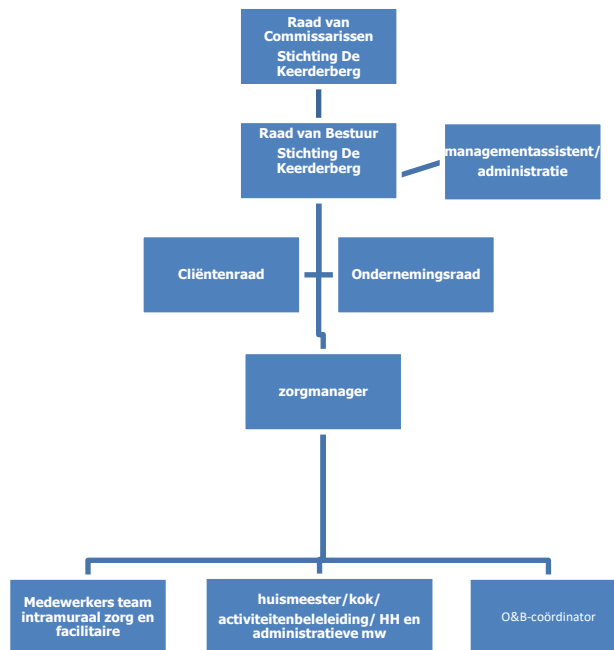 Raad van
Commissarissen
Stichting De
Keerderberg
Raad van Bestuur
Stichting De
Keerderberg
managementassistent/
administratie
Cliëntenraad
Ondernemingsraad
zorgmanager
Medewerkers team
intramuraal zorg en
facilitaire
huismeester/kok/
activiteitenbeleleiding/ HH en
administratieve mw
O&B-coördinator